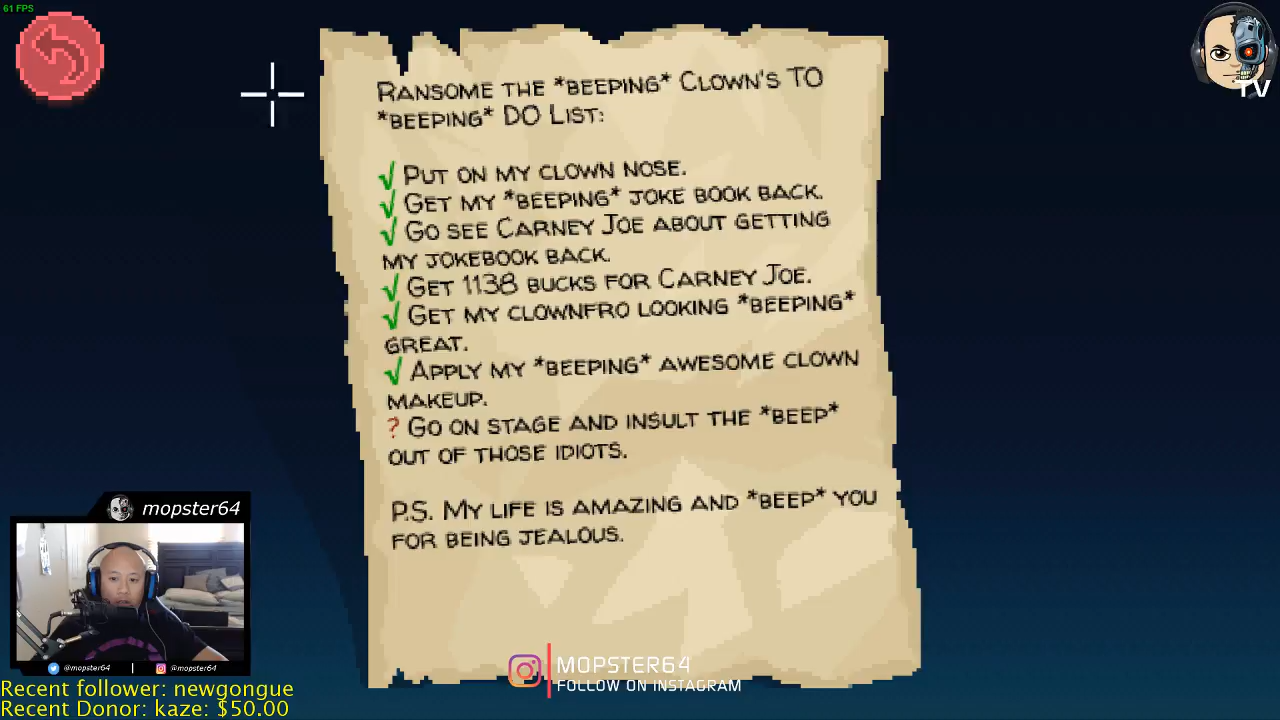 61 FPS
TV
RANSOME THE *BEEPING* CLOWN'S TO
*BEEPING* DO LIST:
√ PUT ON MY CLOWN NOSE.
√ GET MY *BEEPING* JOKE BOOK BACK.
√ GO SEE CARNEY JOE ABOUT GETTING
MY JOKEBOOK BACK.
√ GET 1138 BUCKS FOR CARNEY JOE.
√ GET MY CLOWNFRO LOOKING *BEEPING*
GREAT.
√ APPLY MY *BEEPING* AWESOME CLOWN
MAKEUP.
? GO ON STAGE AND INSULT THE *BEEP*
OUT OF THOSE IDIOTS.
P.S. MY LIFE IS AMAZING AND *BEEP* YOU
FOR BEING JEALOUS.
mopster64
@mopster64 | @mopster64
MOPSTER64
FOLLOW ON INSTAGRAM
Recent follower: newgongue
Recent Donor: kaze: $50.00